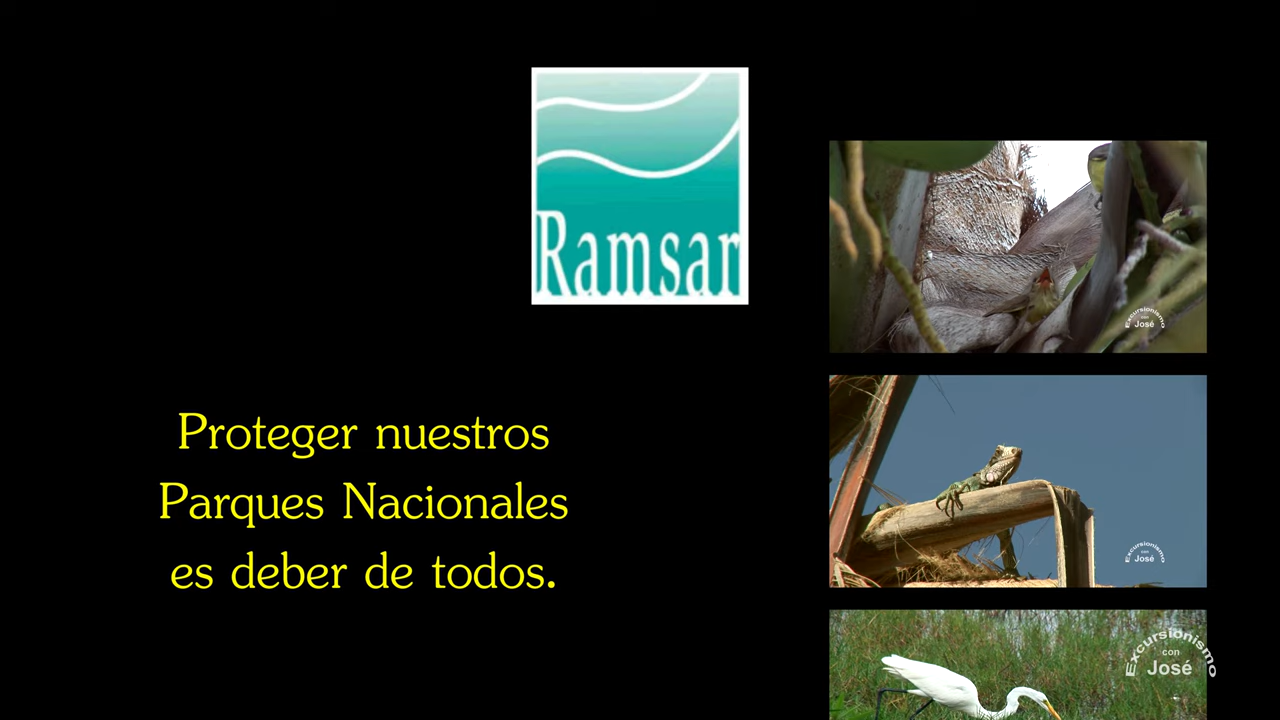 Ramsar
Proteger nuestros
Parques Nacionales
es deber de todos.
Excursionismo
con
José
Excursionismo
con
José
Excursionismo
con
José